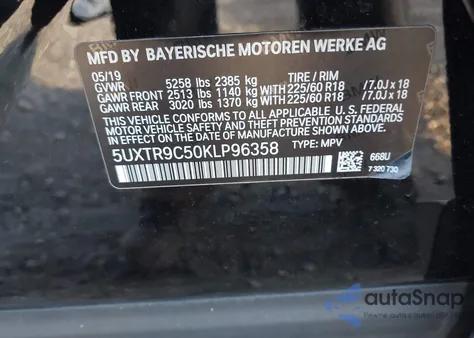 MFD BY BAYERISCHE MOTOREN WERKE AG
05/19
GVWR 5258 lbs 2385 kg TIRE / RIM
GAWR FRONT 2513 lbs 1140 kg WITH 225/60 R18 /7.0J x 18
GAWR REAR 3020 lbs 1370 kg WITH 225/60 R18 /7.0J x 18
THIS VEHICLE CONFORMS TO ALL APPLICABLE U.S. FEDERAL
MOTOR VEHICLE SAFETY STANDARDS
IN EFFECT ON THE DATE OF MANUFACTURE SHOWN ABOVE.
5UXTR9C50KLP96358 TYPE: MPV
668U
7 320 730
autoSnap
Pewne auta z